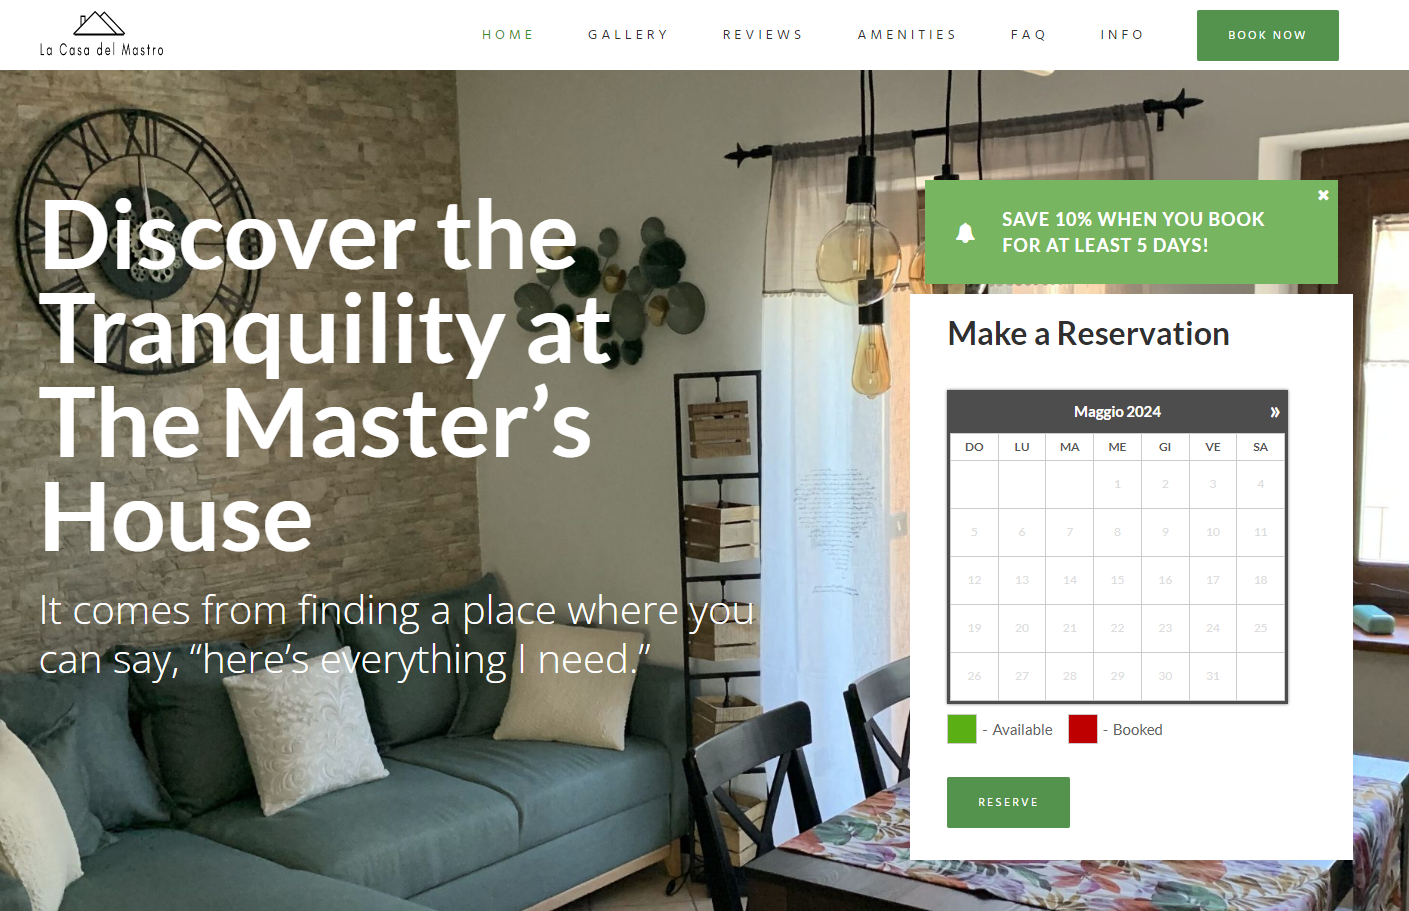 La Casa del Mastro
HOME
GALLERY
REVIEWS
AMENITIES
FAQ
INFO
BOOK NOW
Discover the
Tranquility at
The Master’s
House
It comes from finding a place where you
can say, “here’s everything I need.”
SAVE 10% WHEN YOU BOOK
FOR AT LEAST 5 DAYS!
Make a Reservation
Maggio 2024 »
DO LU MA ME GI VE SA
1 2 3 4
5 6 7 8 9 10 11
12 13 14 15 16 17 18
19 20 21 22 23 24 25
26 27 28 29 30 31
- Available - Booked
RESERVE